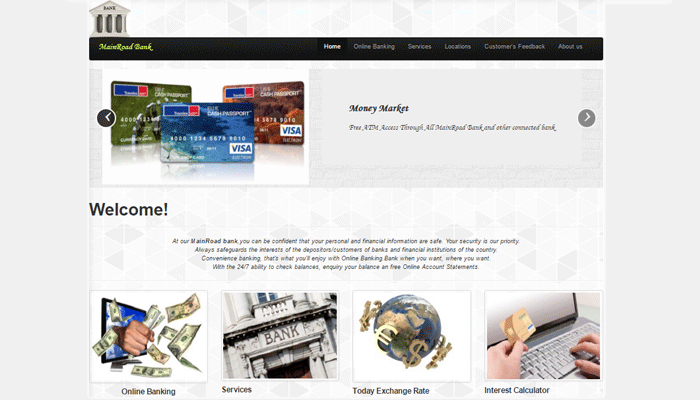 BANK
MainRoad Bank
Home Online Banking Services Locations Customer's Feedback About us
CASH PASSPORT
CASH PASSPORT
CASH PASSPORT
4000 1234 5678 9010
VISA
VISA
Money Market
Free ATM Access Through All MainRoad Bank and other connected bank
Welcome!
At our MainRoad bank,you can be confident that your personal and financial information are safe. Your security is our priority.
Always safeguards the interests of the depositors/customers of banks and financial institutions of the country.
Convenience banking, that's what you'll enjoy with Online Banking Bank when you want, where you want.
With the 24/7 ability to check balances, enquiry your balance an free Online Account Statements.
BANK
Online Banking
Services
Today Exchange Rate
Interest Calculator